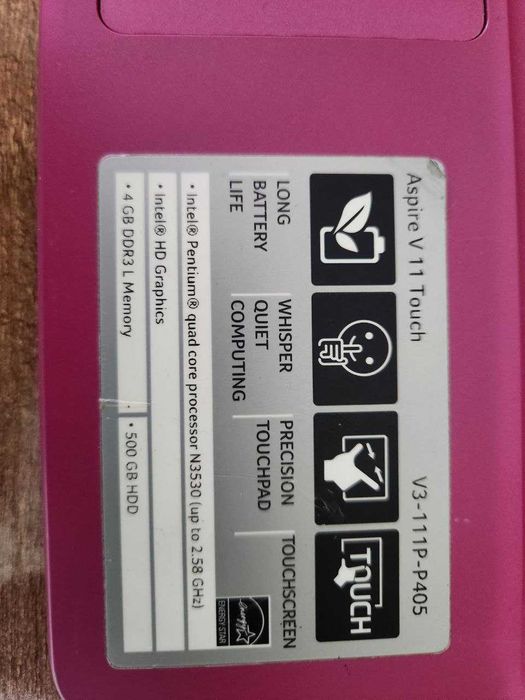 Aspire V 11 Touch
V3-111P-P405
TOUCH
LONG
BATTERY
LIFE
WHISPER
QUIET
COMPUTING
PRECISION
TOUCHPAD
TOUCHSCREEN
energy
ENERGY STAR
• Intel® Pentium® quad core processor N3530 (up to 2.58 GHz)
• Intel® HD Graphics
• 4 GB DDR3 L Memory
• 500 GB HDD